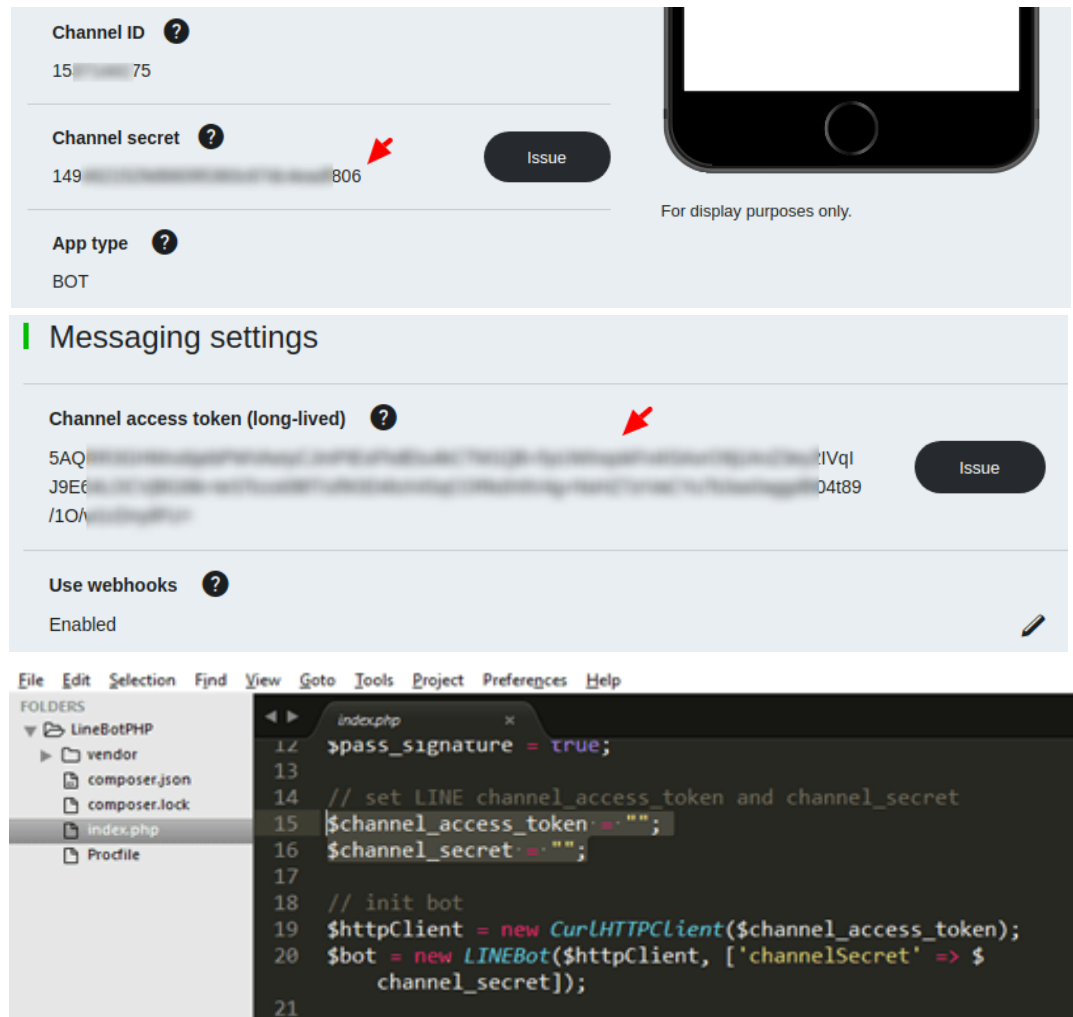 Channel ID ?
15 75
Channel secret ?
149 806
Issue
For display purposes only.
App type ?
BOT
Messaging settings
Channel access token (long-lived) ?
5AQ IVqI
J9E6 04t89
/1O/
Issue
Use webhooks ?
Enabled
File Edit Selection Find View Goto Tools Project Preferences Help
FOLDERS
LineBotPHP
vendor
composer.json
composer.lock
index.php
Procfile
index.php ×
12 $pass_signature = true;
13
14 // set LINE channel_access_token and channel_secret
15 $channel_access_token = "";
16 $channel_secret = "";
17
18 // init bot
19 $httpClient = new CurlHTTPClient($channel_access_token);
20 $bot = new LINEBot($httpClient, ['channelSecret' => $
channel_secret]);
21